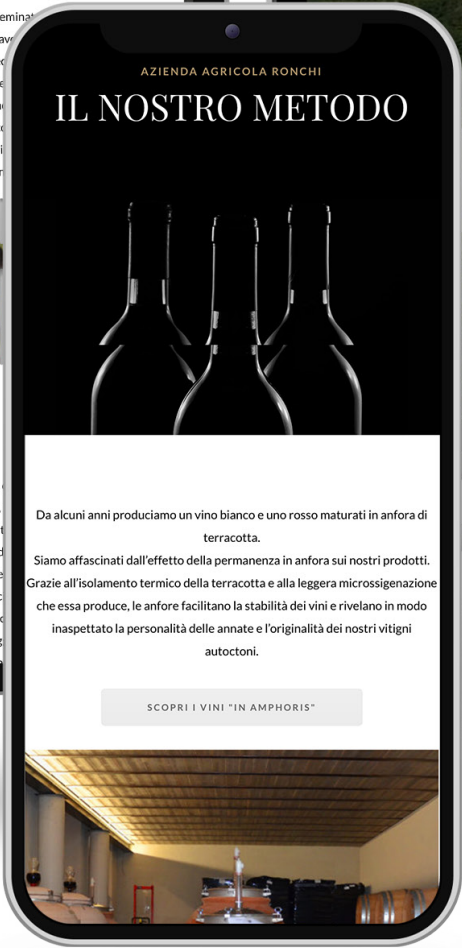 AZIENDA AGRICOLA RONCHI
IL NOSTRO METODO
Da alcuni anni produciamo un vino bianco e uno rosso maturati in anfora di
terracotta.
Siamo affascinati dall’effetto della permanenza in anfora sui nostri prodotti.
Grazie all’isolamento termico della terracotta e alla leggera microssigenazione
che essa produce, le anfore facilitano la stabilità dei vini e rivelano in modo
inaspettato la personalità delle annate e l’originalità dei nostri vitigni
autoctoni.
SCOPRI I VINI "IN AMPHORIS"